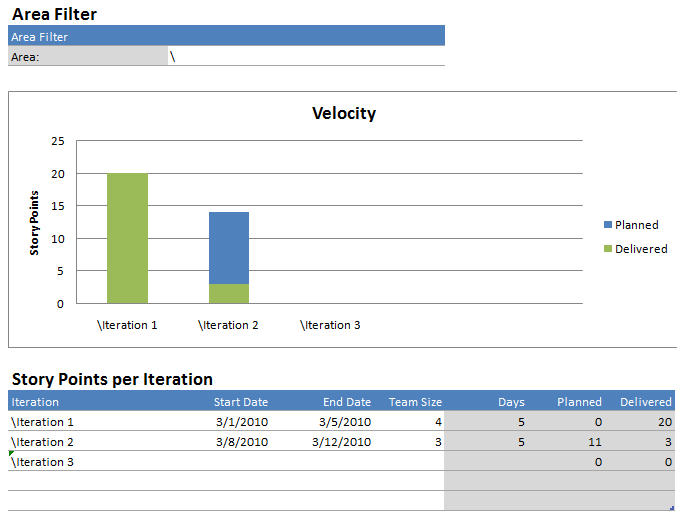 Area Filter
Area Filter
Area: \
Velocity
25
20
15
10
5
0
Story Points
\Iteration 1 \Iteration 2 \Iteration 3
Planned
Delivered
Story Points per Iteration
Iteration Start Date End Date Team Size Days Planned Delivered
\Iteration 1 3/1/2010 3/5/2010 4 5 0 20
\Iteration 2 3/8/2010 3/12/2010 3 5 11 3
\Iteration 3 0 0